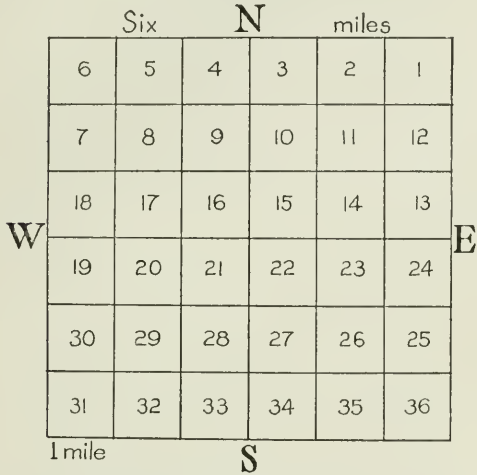 Six N miles
6 5 4 3 2 1
7 8 9 10 11 12
18 17 16 15 14 13
W E
19 20 21 22 23 24
30 29 28 27 26 25
31 32 33 34 35 36
1 mile S